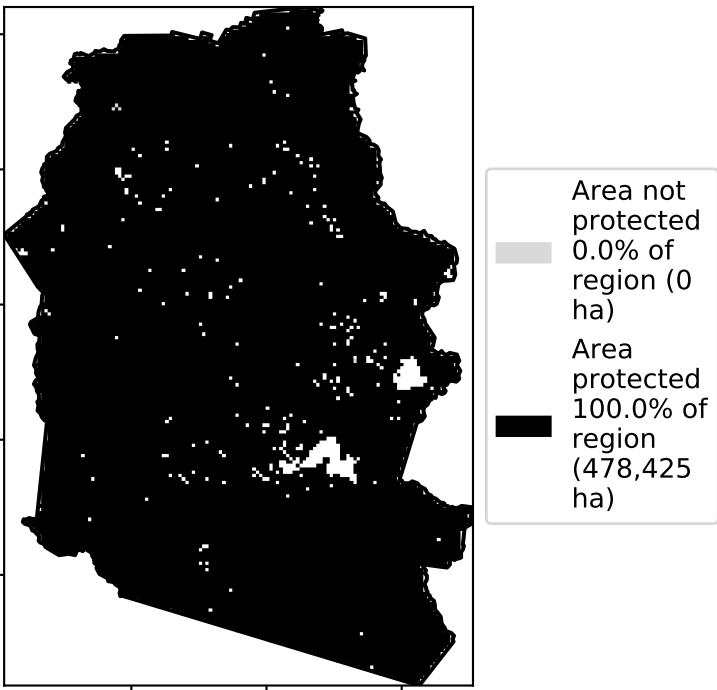 Area not
protected
0.0% of
region (0
ha)
Area
protected
100.0% of
region
(478,425
ha)